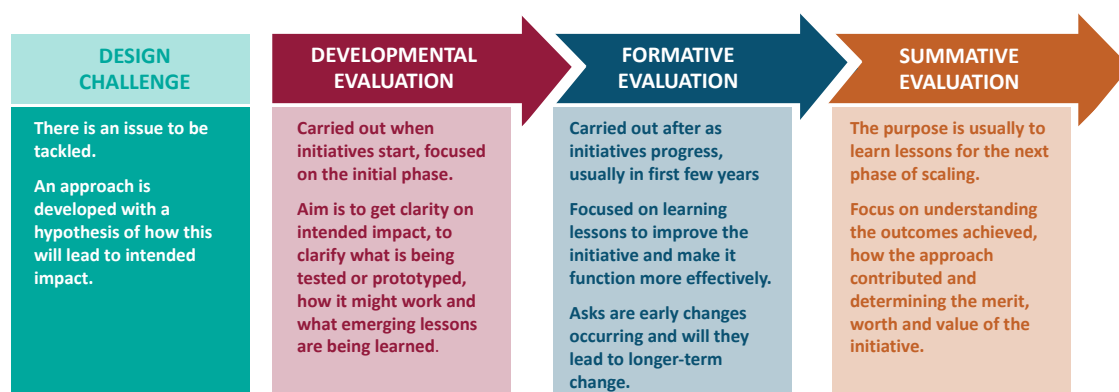 DESIGN
CHALLENGE
There is an issue to be
tackled.
An approach is
developed with a
hypothesis of how this
will lead to intended
impact.
DEVELOPMENTAL
EVALUATION
Carried out when
initiatives start, focused
on the initial phase.
Aim is to get clarity on
intended impact, to
clarify what is being
tested or prototyped,
how it might work and
what emerging lessons
are being learned.
FORMATIVE
EVALUATION
Carried out after as
initiatives progress,
usually in first few years
Focused on learning
lessons to improve the
initiative and make it
function more effectively.
Asks are early changes
occurring and will they
lead to longer-term
change.
SUMMATIVE
EVALUATION
The purpose is usually to
learn lessons for the next
phase of scaling.
Focus on understanding
the outcomes achieved,
how the approach
contributed and
determining the merit,
worth and value of the
initiative.